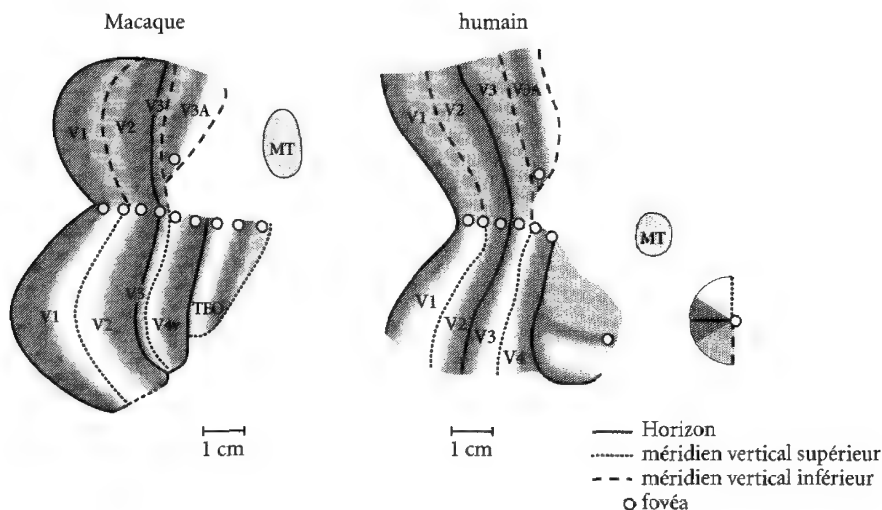 Macaque
humain
V1
V2
V3
V3A
MT
V1
V2
V3
V4v
TEO
V1
V2
V3
V3A
MT
V1
V2
V3
V4
1 cm
1 cm
Horizon
méridien vertical supérieur
méridien vertical inférieur
fovéa